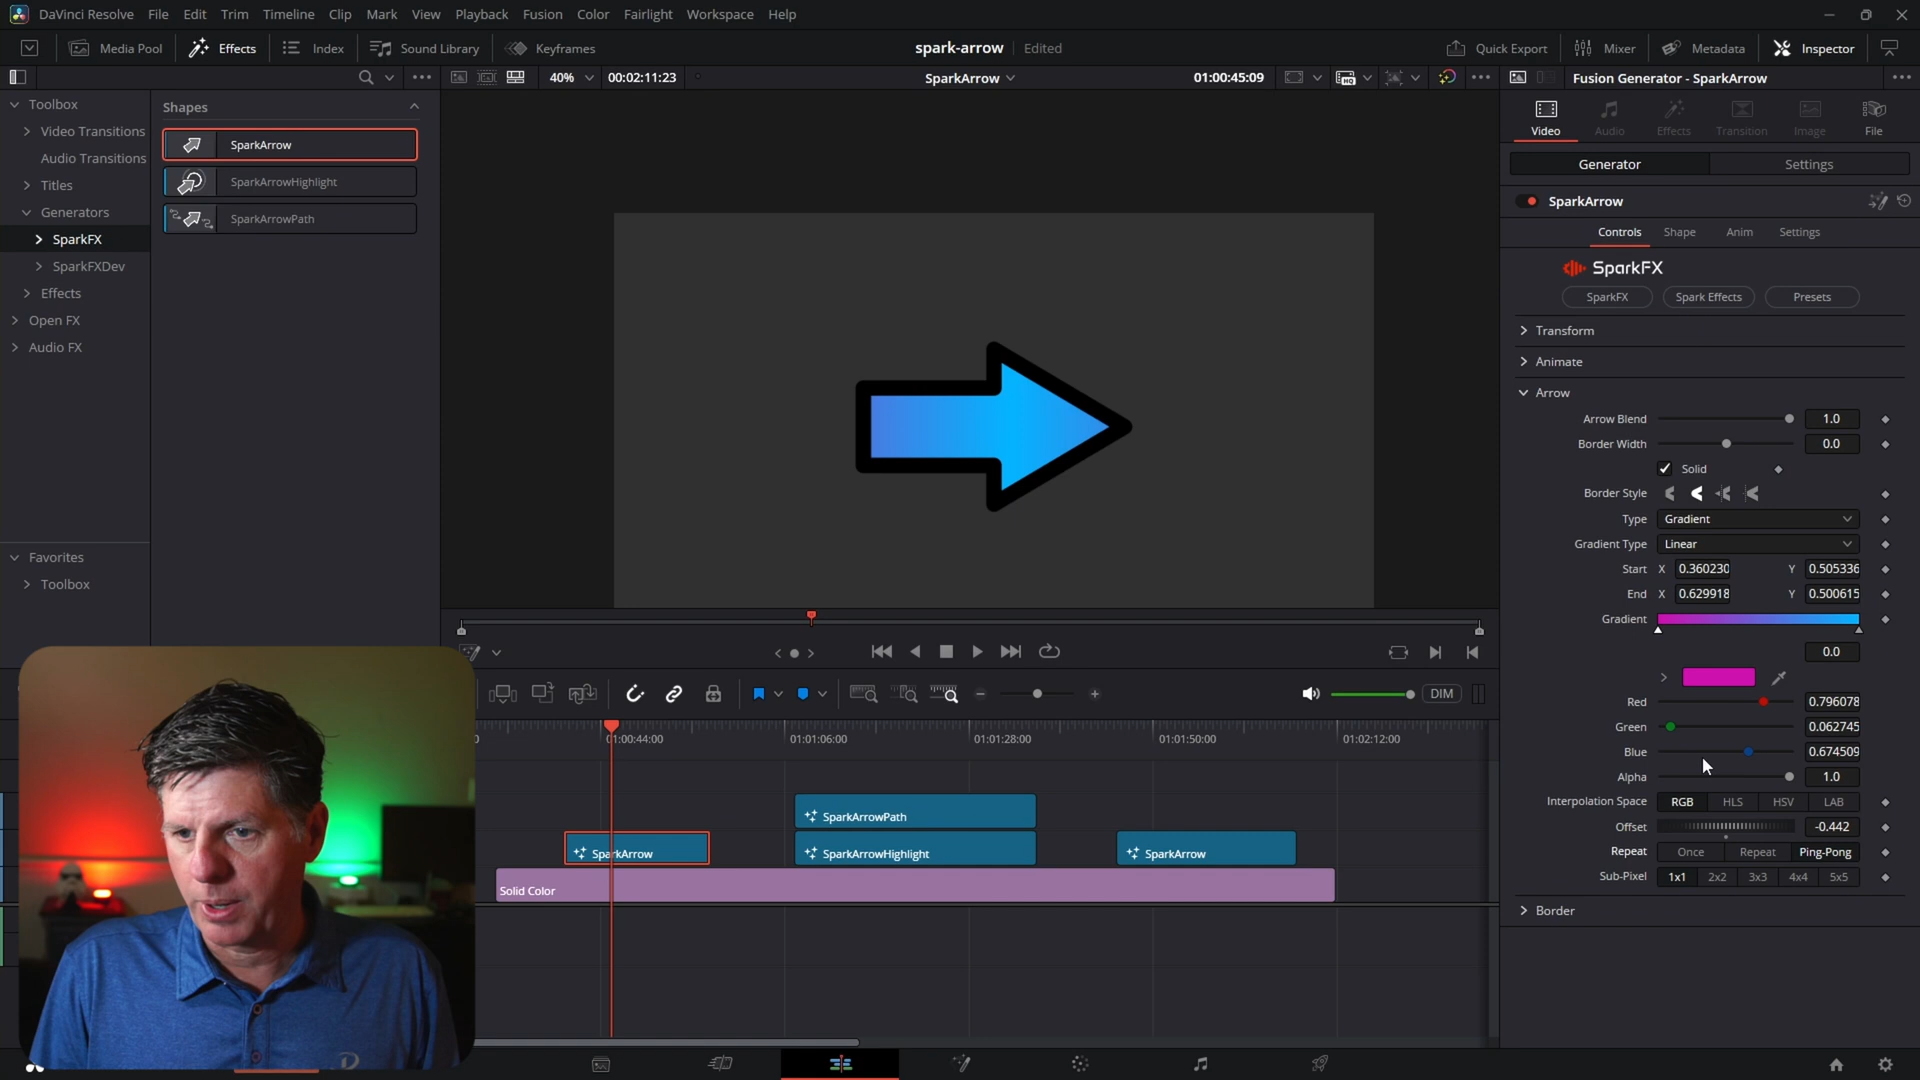 DaVinci Resolve File Edit Trim Timeline Clip Mark View Playback Fusion Color Fairlight Workspace Help
Media Pool Effects Index Sound Library Keyframes spark-arrow Edited Quick Export Mixer Metadata Inspector
40% 00:02:11:23 SparkArrow 01:00:45:09 Fusion Generator - SparkArrow
Toolbox
Video Transitions
Audio Transitions
Titles
Generators
SparkFX
SparkFXDev
Effects
Open FX
Audio FX
Favorites
Toolbox
Shapes
SparkArrow
SparkArrowHighlight
SparkArrowPath
Video Audio Effects Transition Image File
Generator Settings
SparkArrow
Controls Shape Anim Settings
SparkFX
SparkFX Spark Effects Presets
Transform
Animate
Arrow
Arrow Blend 1.0
Border Width 0.0
Solid
Border Style
Type Gradient
Gradient Type Linear
Start X 0.360230 Y 0.505336
End X 0.629918 Y 0.500615
Gradient
0.0
Red 0.796078
Green 0.062745
Blue 0.674509
Alpha 1.0
Interpolation Space RGB HLS HSV LAB
Offset -0.442
Repeat Once Repeat Ping-Pong
Sub-Pixel 1x1 2x2 3x3 4x4 5x5
Border
DIM
01:00:44:00 01:01:06:00 01:01:28:00 01:01:50:00 01:02:12:00
SparkArrowPath
SparkArrow SparkArrowHighlight SparkArrow
Solid Color